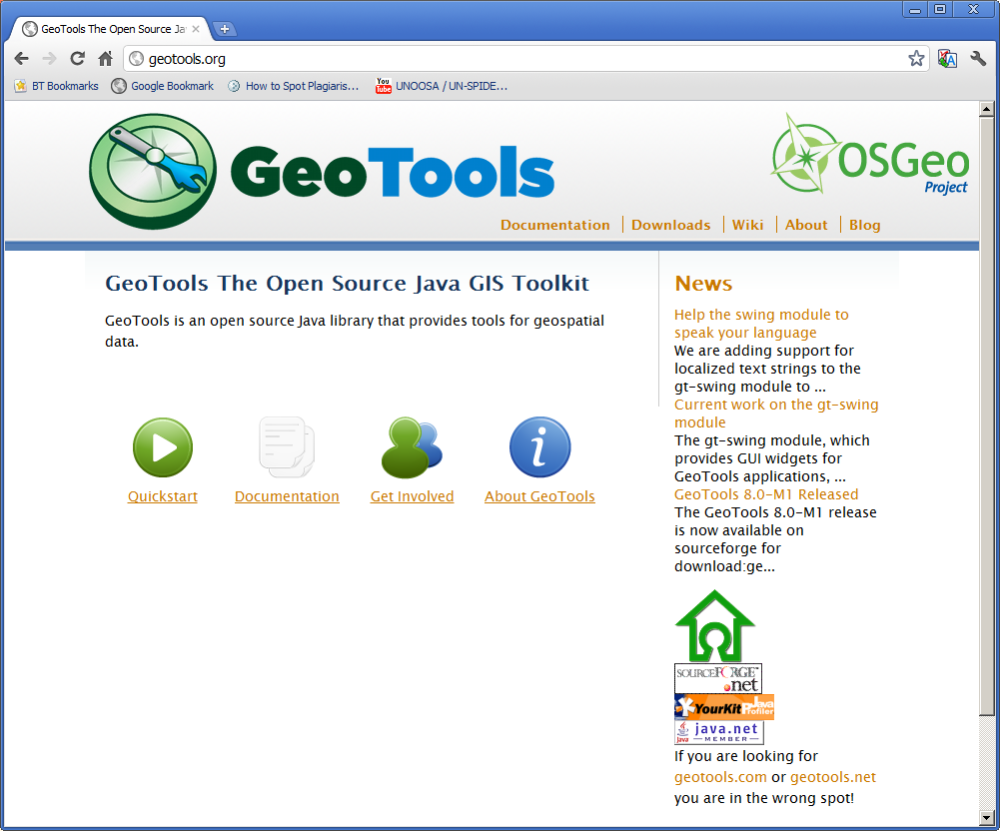 GeoTools The Open Source Ja
geotools.org
BT Bookmarks Google Bookmark How to Spot Plagiaris... You Tube UNOOSA / UN-SPIDE...
GeoTools
OSGeo
Project
Documentation Downloads Wiki About Blog
GeoTools The Open Source Java GIS Toolkit
GeoTools is an open source Java library that provides tools for geospatial
data.
Quickstart Documentation Get Involved About GeoTools
News
Help the swing module to
speak your language
We are adding support for
localized text strings to the
gt-swing module to ...
Current work on the gt-swing
module
The gt-swing module, which
provides GUI widgets for
GeoTools applications, ...
GeoTools 8.0-M1 Released
The GeoTools 8.0-M1 release
is now available on
sourceforge for
download:ge...
SOURCEFORGE™
.net
YourKit Java Profiler
Java java.net
MEMBER
If you are looking for
geotools.com or geotools.net
you are in the wrong spot!